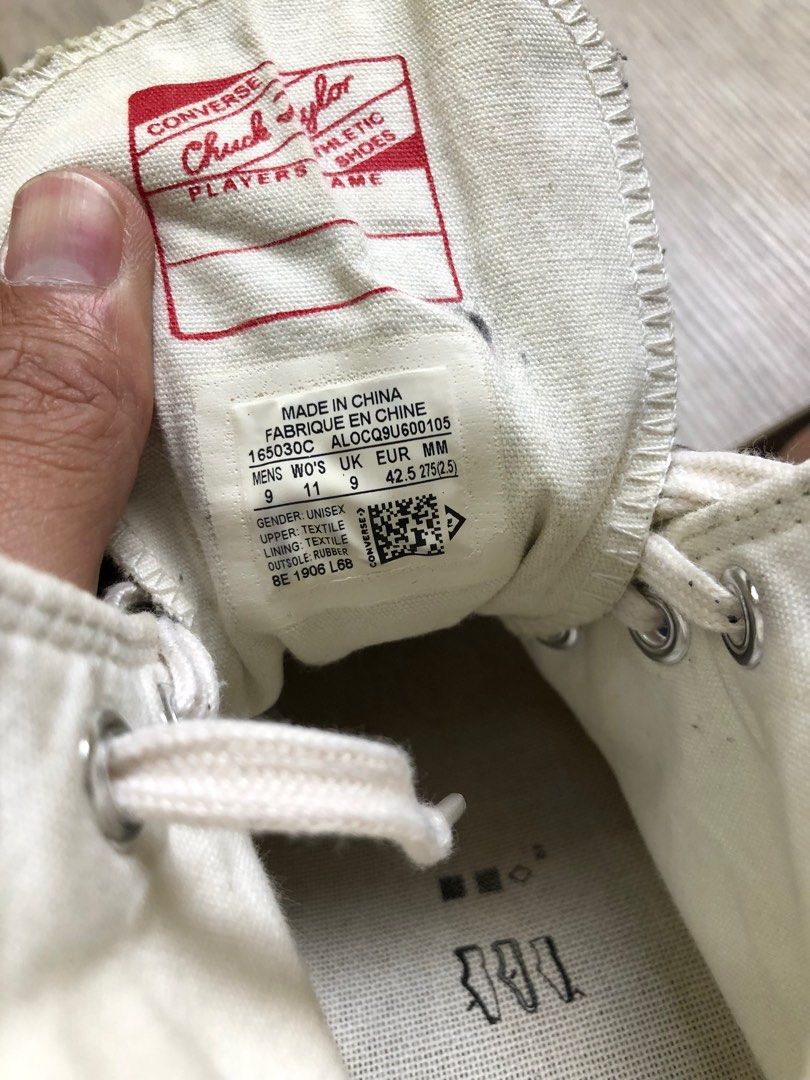 CONVERSE
Chuck Taylor
ATHLETIC
SHOES
PLAYERS NAME
MADE IN CHINA
FABRIQUE EN CHINE
165030C ALOCQ9U600105
MENS WO'S UK EUR MM
9 11 9 42.5 275(2.5)
GENDER: UNISEX
UPPER: TEXTILE
LINING: TEXTILE
OUTSOLE: RUBBER
8E 1906 L68
CONVERSE
2